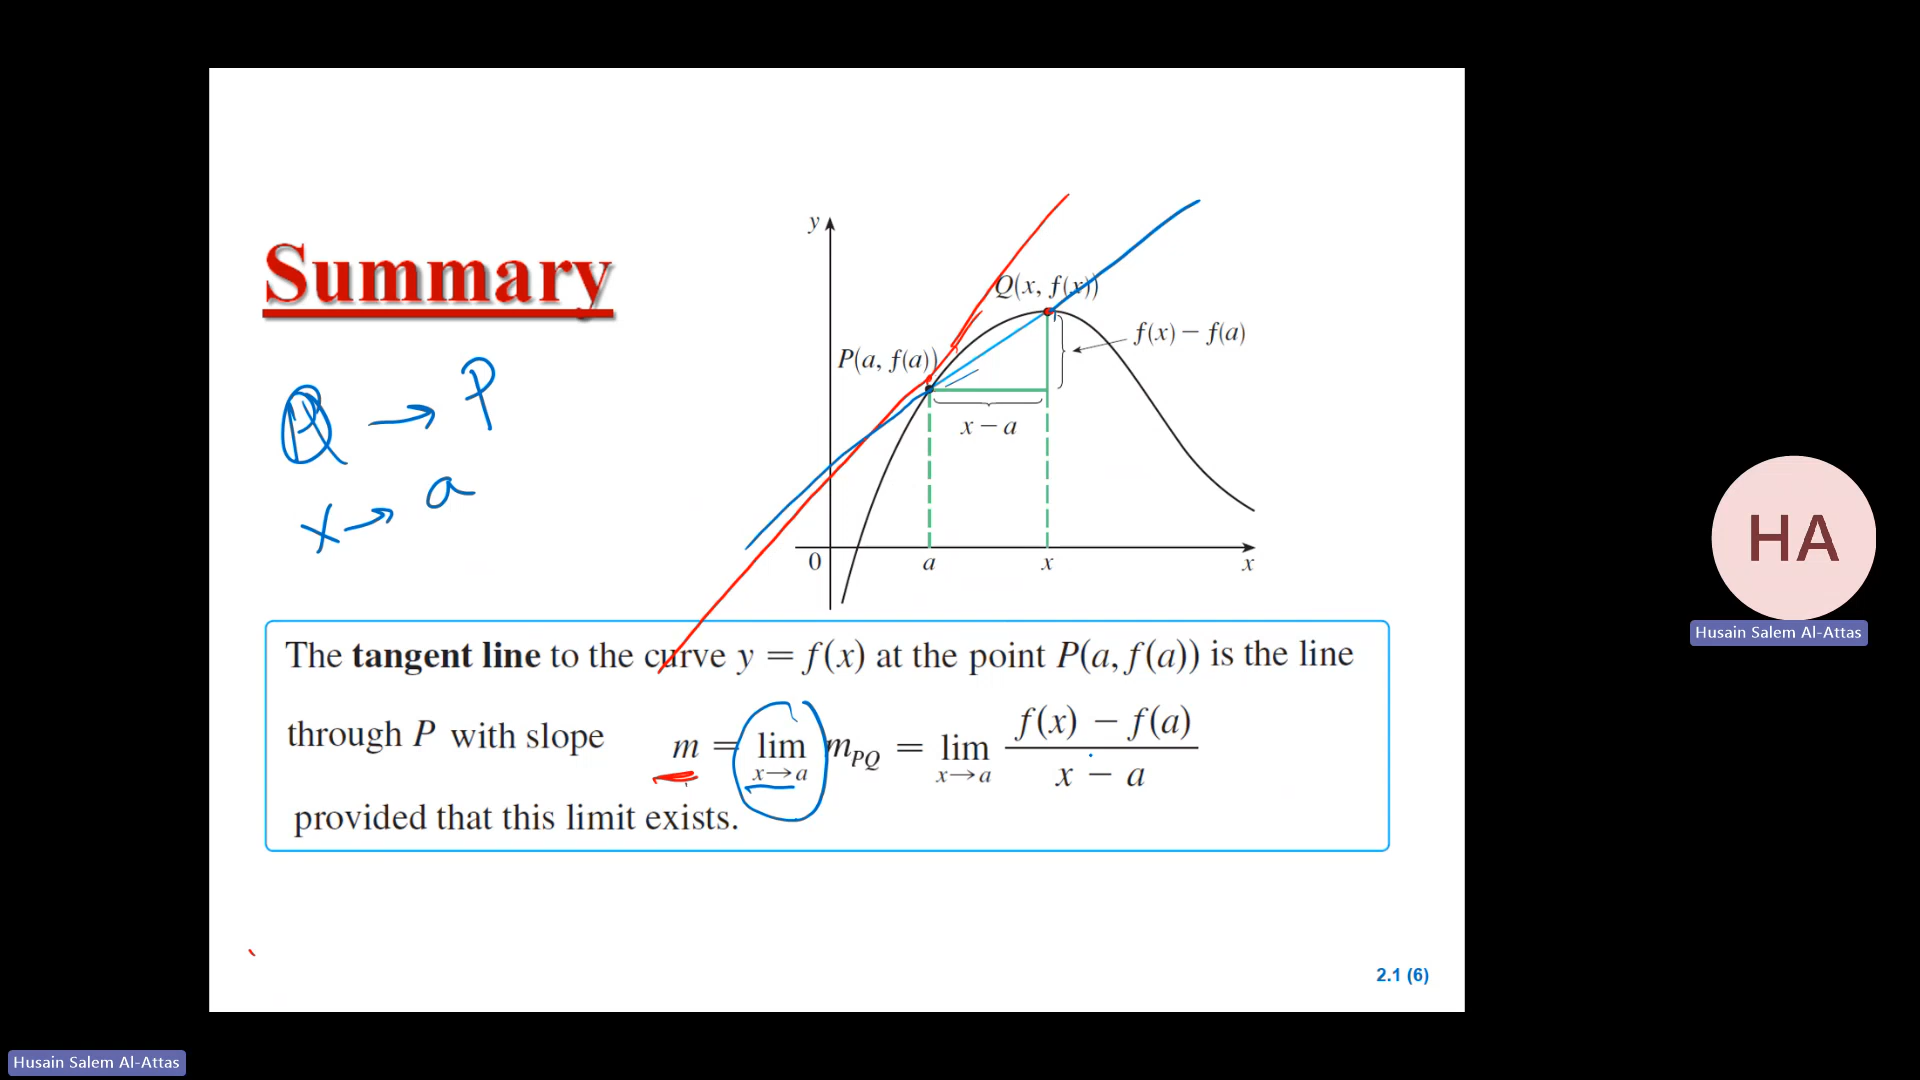 Summary
y
Q(x, f(x))
f(x) − f(a)
P(a, f(a))
x − a
0
a
x
x
Q → P
x → a
HA
Husain Salem Al-Attas
The tangent line to the curve y = f(x) at the point P(a, f(a)) is the line
through P with slope m = lim x→a mPQ = lim x→a f(x) − f(a) / x − a
provided that this limit exists.
2.1 (6)
Husain Salem Al-Attas